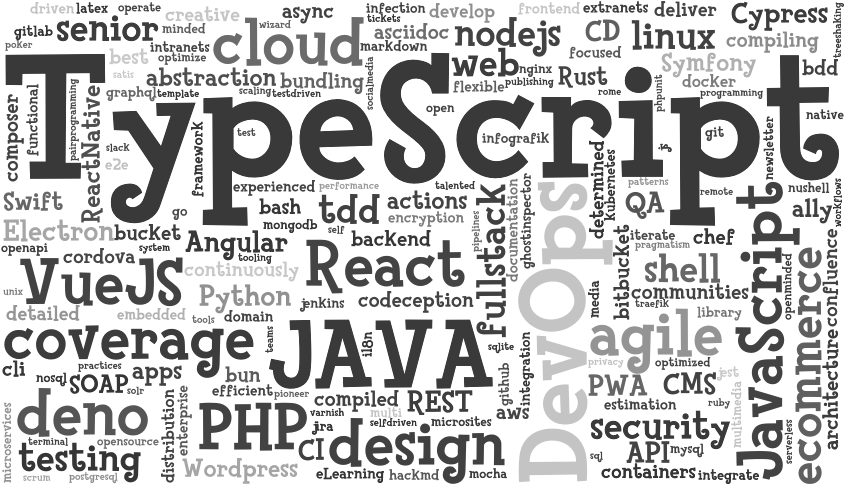 driven
latex
operate
creative
async
infection
tickets
develop
frontend
extranets
deliver
Cypress
treeshaking
gitlab
senior
minded
wizard
cloud
asciidoc
nodejs
CD
linux
compiling
poker
intranets
best
optimize
markdown
web
nginx
focused
Symfony
bdd
satis
abstraction
bundling
socialmedia
flexible
publishing
Rust
docker
TypeScript
graphql
template
scaling
testdriven
rome
phpunit
programming
composer
functional
pairprogramming
ReactNative
open
native
slack
framework
test
infografik
git
newsletter
e2e
determined
Kubernetes
experienced
performance
talented
patterns
remote
nushell
workflows
Swift
go
bash
tdd
actions
fullstack
documentation
ghostinspector
DevOps
QA
JavaScript
ally
mongodb
encryption
Electron
bucket
Angular
self
backend
pipelines
bitbucket
iterate
chef
openapi
system
tooling
React
pragmatism
cordova
continuously
shell
openminded
ecommerce
confluence
VueJS
unix
Python
jenkins
codeception
media
communities
traefik
detailed
embedded
tools
domain
agile
library
coverage
teams
JAVA
i18n
sqlite
integration
architecture
cli
practices
nosql
SOAP
apps
solr
bun
efficient
pioneer
github
privacy
optimized
PWA
CMS
jest
multimedia
deno
distribution
enterprise
PHP
compiled
varnish
multi
REST
aws
estimation
ruby
microservices
terminal
opensource
jira
selfdriven
microsites
security
serverless
testing
CI
design
sql
API
mysql
scrum
postgresql
Wordpress
eLearning
hackmd
mocha
containers
integrate